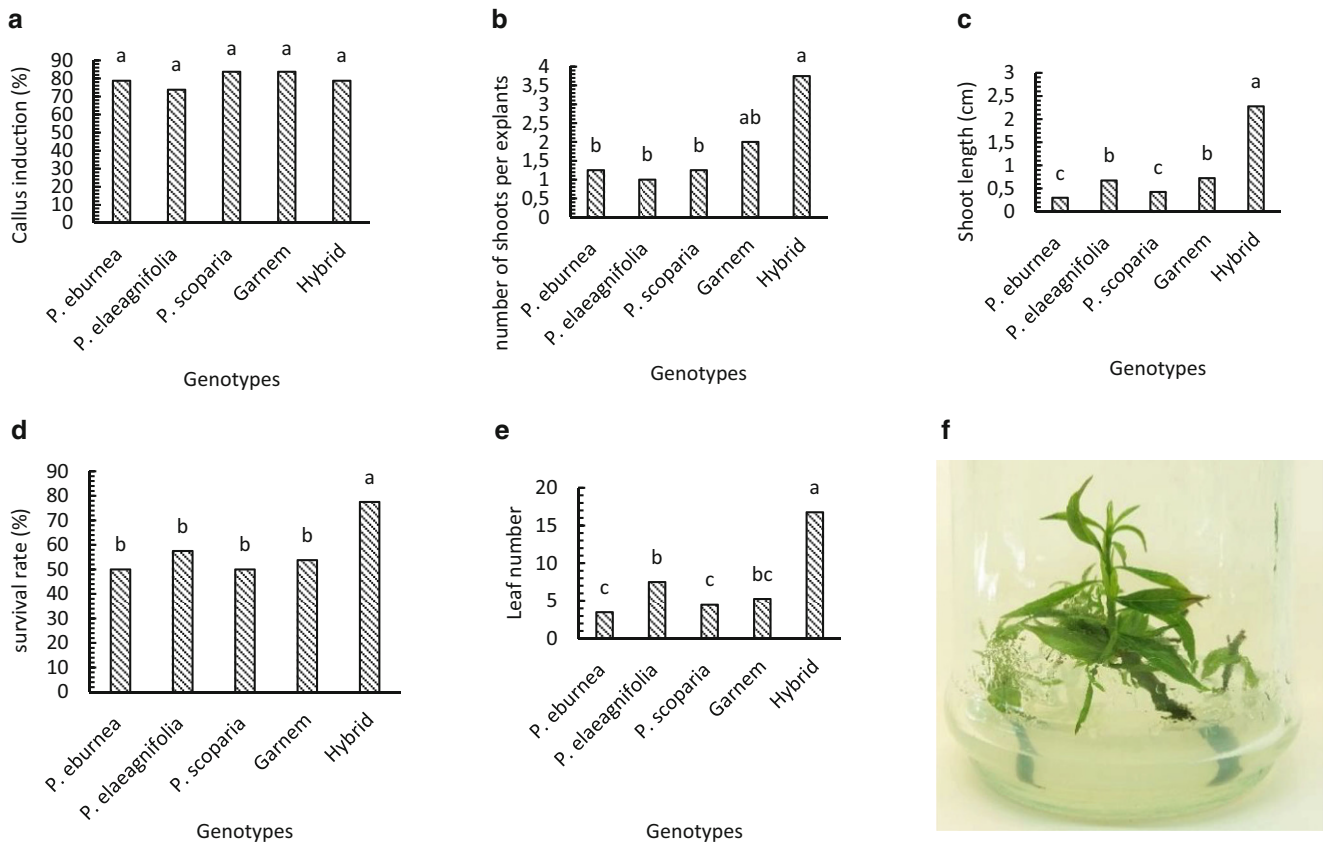 a
Callus induction (%)
90
80
70
60
50
40
30
20
10
0
a
a
a
a
a
P. eburnea
P. elaeagnifolia
P. scoparia
Garnem
Hybrid
Genotypes
b
number of shoots per explants
4
3,5
3
2,5
2
1,5
1
0,5
0
b
b
b
ab
a
P. eburnea
P. elaeagnifolia
P. scoparia
Garnem
Hybrid
Genotypes
c
Shoot length (cm)
3
2,5
2
1,5
1
0,5
0
c
b
c
b
a
P. eburnea
P. elaeagnifolia
P. scoparia
Garnem
Hybrid
Genotypes
d
survival rate (%)
90
80
70
60
50
40
30
20
10
0
b
b
b
b
a
P. eburnea
P. elaeagnifolia
P. scoparia
Garnem
Hybrid
Genotypes
e
Leaf number
20
15
10
5
0
c
b
c
bc
a
P. eburnea
P. elaeagnifolia
P. scoparia
Garnem
Hybrid
Genotypes
f